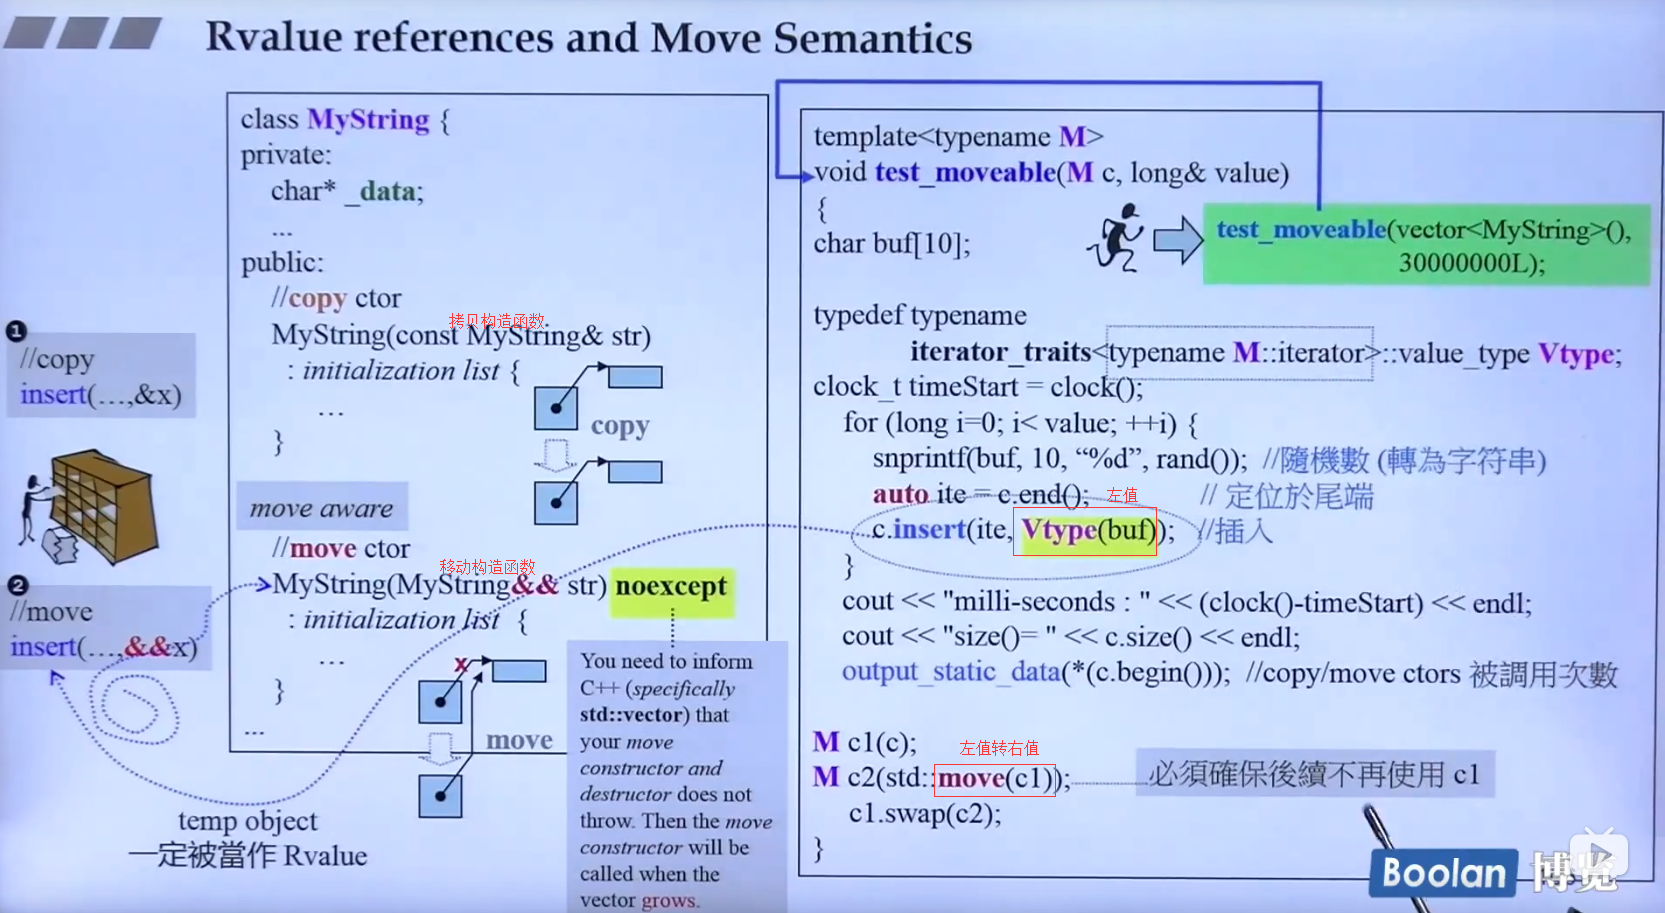 Rvalue references and Move Semantics
class MyString {
private:
char* _data;
...
public:
//copy ctor
拷贝构造函数
MyString(const MyString& str)
: initialization list {
...
}
copy
move aware
//move ctor
移动构造函数
MyString(MyString&& str) noexcept
: initialization list {
...
}
x
move
...
1
//copy
insert(…,&x)
2
//move
insert(…,&&x)
temp object
一定被當作 Rvalue
You need to inform
C++ (specifically
std::vector) that
your move
constructor and
destructor does not
throw. Then the move
constructor will be
called when the
vector grows.
template<typename M>
void test_moveable(M c, long& value)
{
char buf[10];
test_moveable(vector<MyString>(),
30000000L);
typedef typename
iterator_traits<typename M::iterator>::value_type Vtype;
clock_t timeStart = clock();
for (long i=0; i< value; ++i) {
snprintf(buf, 10, “%d”, rand()); //隨機數 (轉為字符串)
auto ite = c.end(); // 定位於尾端
左值
c.insert(ite, Vtype(buf)); //插入
}
cout << "milli-seconds : " << (clock()-timeStart) << endl;
cout << "size()= " << c.size() << endl;
output_static_data(*(c.begin())); //copy/move ctors 被調用次數
M c1(c);
左值转右值
M c2(std::move(c1)); 必須確保後續不再使用 c1
c1.swap(c2);
}
Boolan 博览